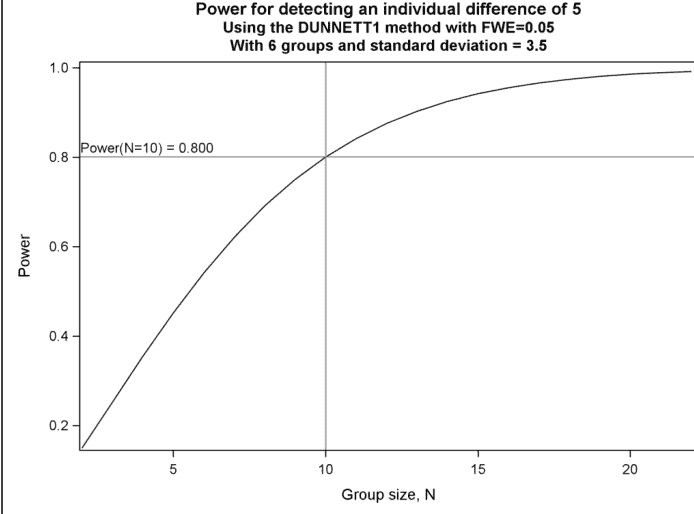 Power for detecting an individual difference of 5
Using the DUNNETT1 method with FWE=0.05
With 6 groups and standard deviation = 3.5
1.0
Power(N=10) = 0.800
0.8
0.6
Power
0.4
0.2
5 10 15 20
Group size, N